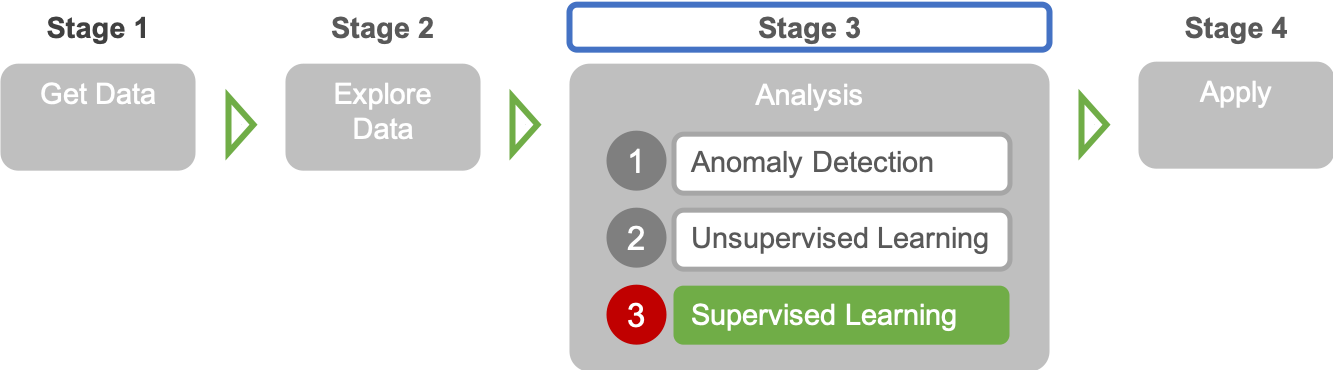 Stage 1
Stage 2
Stage 3
Stage 4
Get Data
Explore
Data
Analysis
Apply
1 Anomaly Detection
2 Unsupervised Learning
3 Supervised Learning